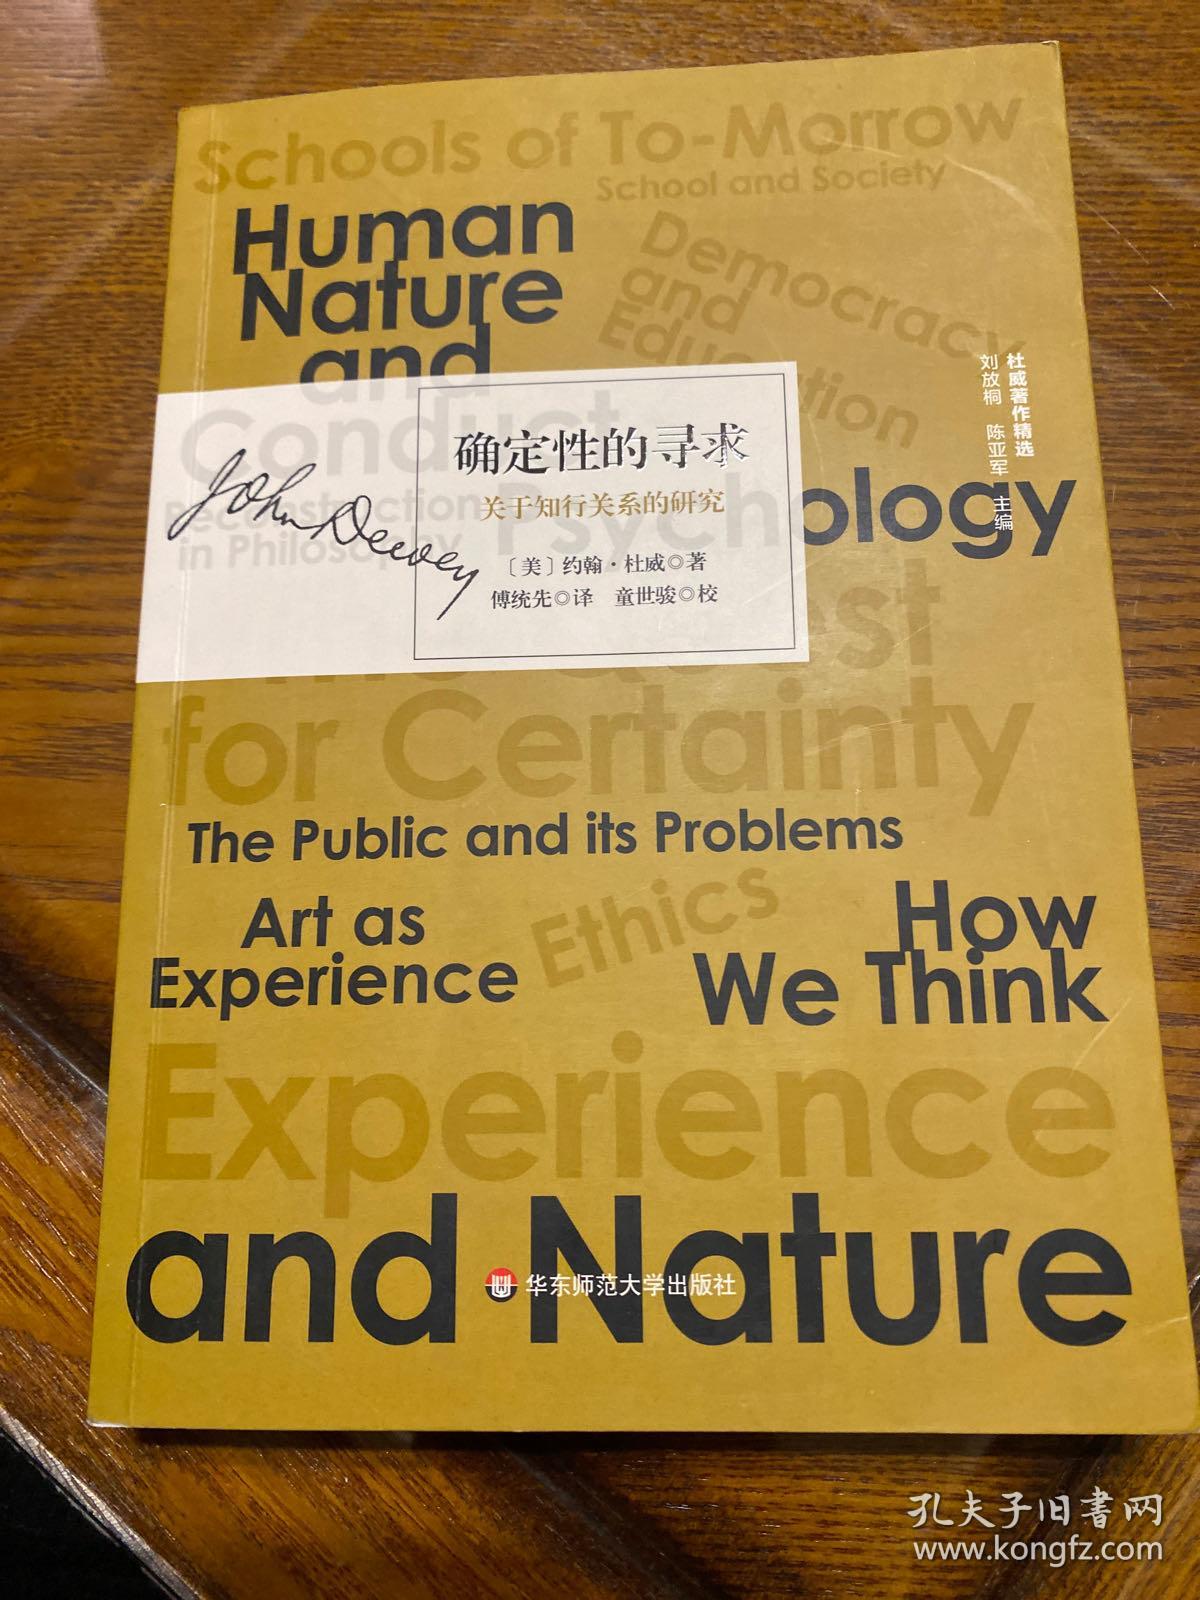 Schools of To-Morrow
School and Society
Human
Nature
and
Conduct
Democracy
and
Education
杜威著作精选
刘放桐 陈亚军 主编
确定性的寻求
关于知行关系的研究
〔美〕约翰·杜威◎著
傅统先◎译 童世骏◎校
John Dewey
Reconstruction
in Philosophy
Psychology
The Quest
for Certainty
The Public and its Problems
Art as
Experience
Ethics
How
We Think
Experience
and Nature
华东师范大学出版社
孔夫子旧书网
www.kongfz.com